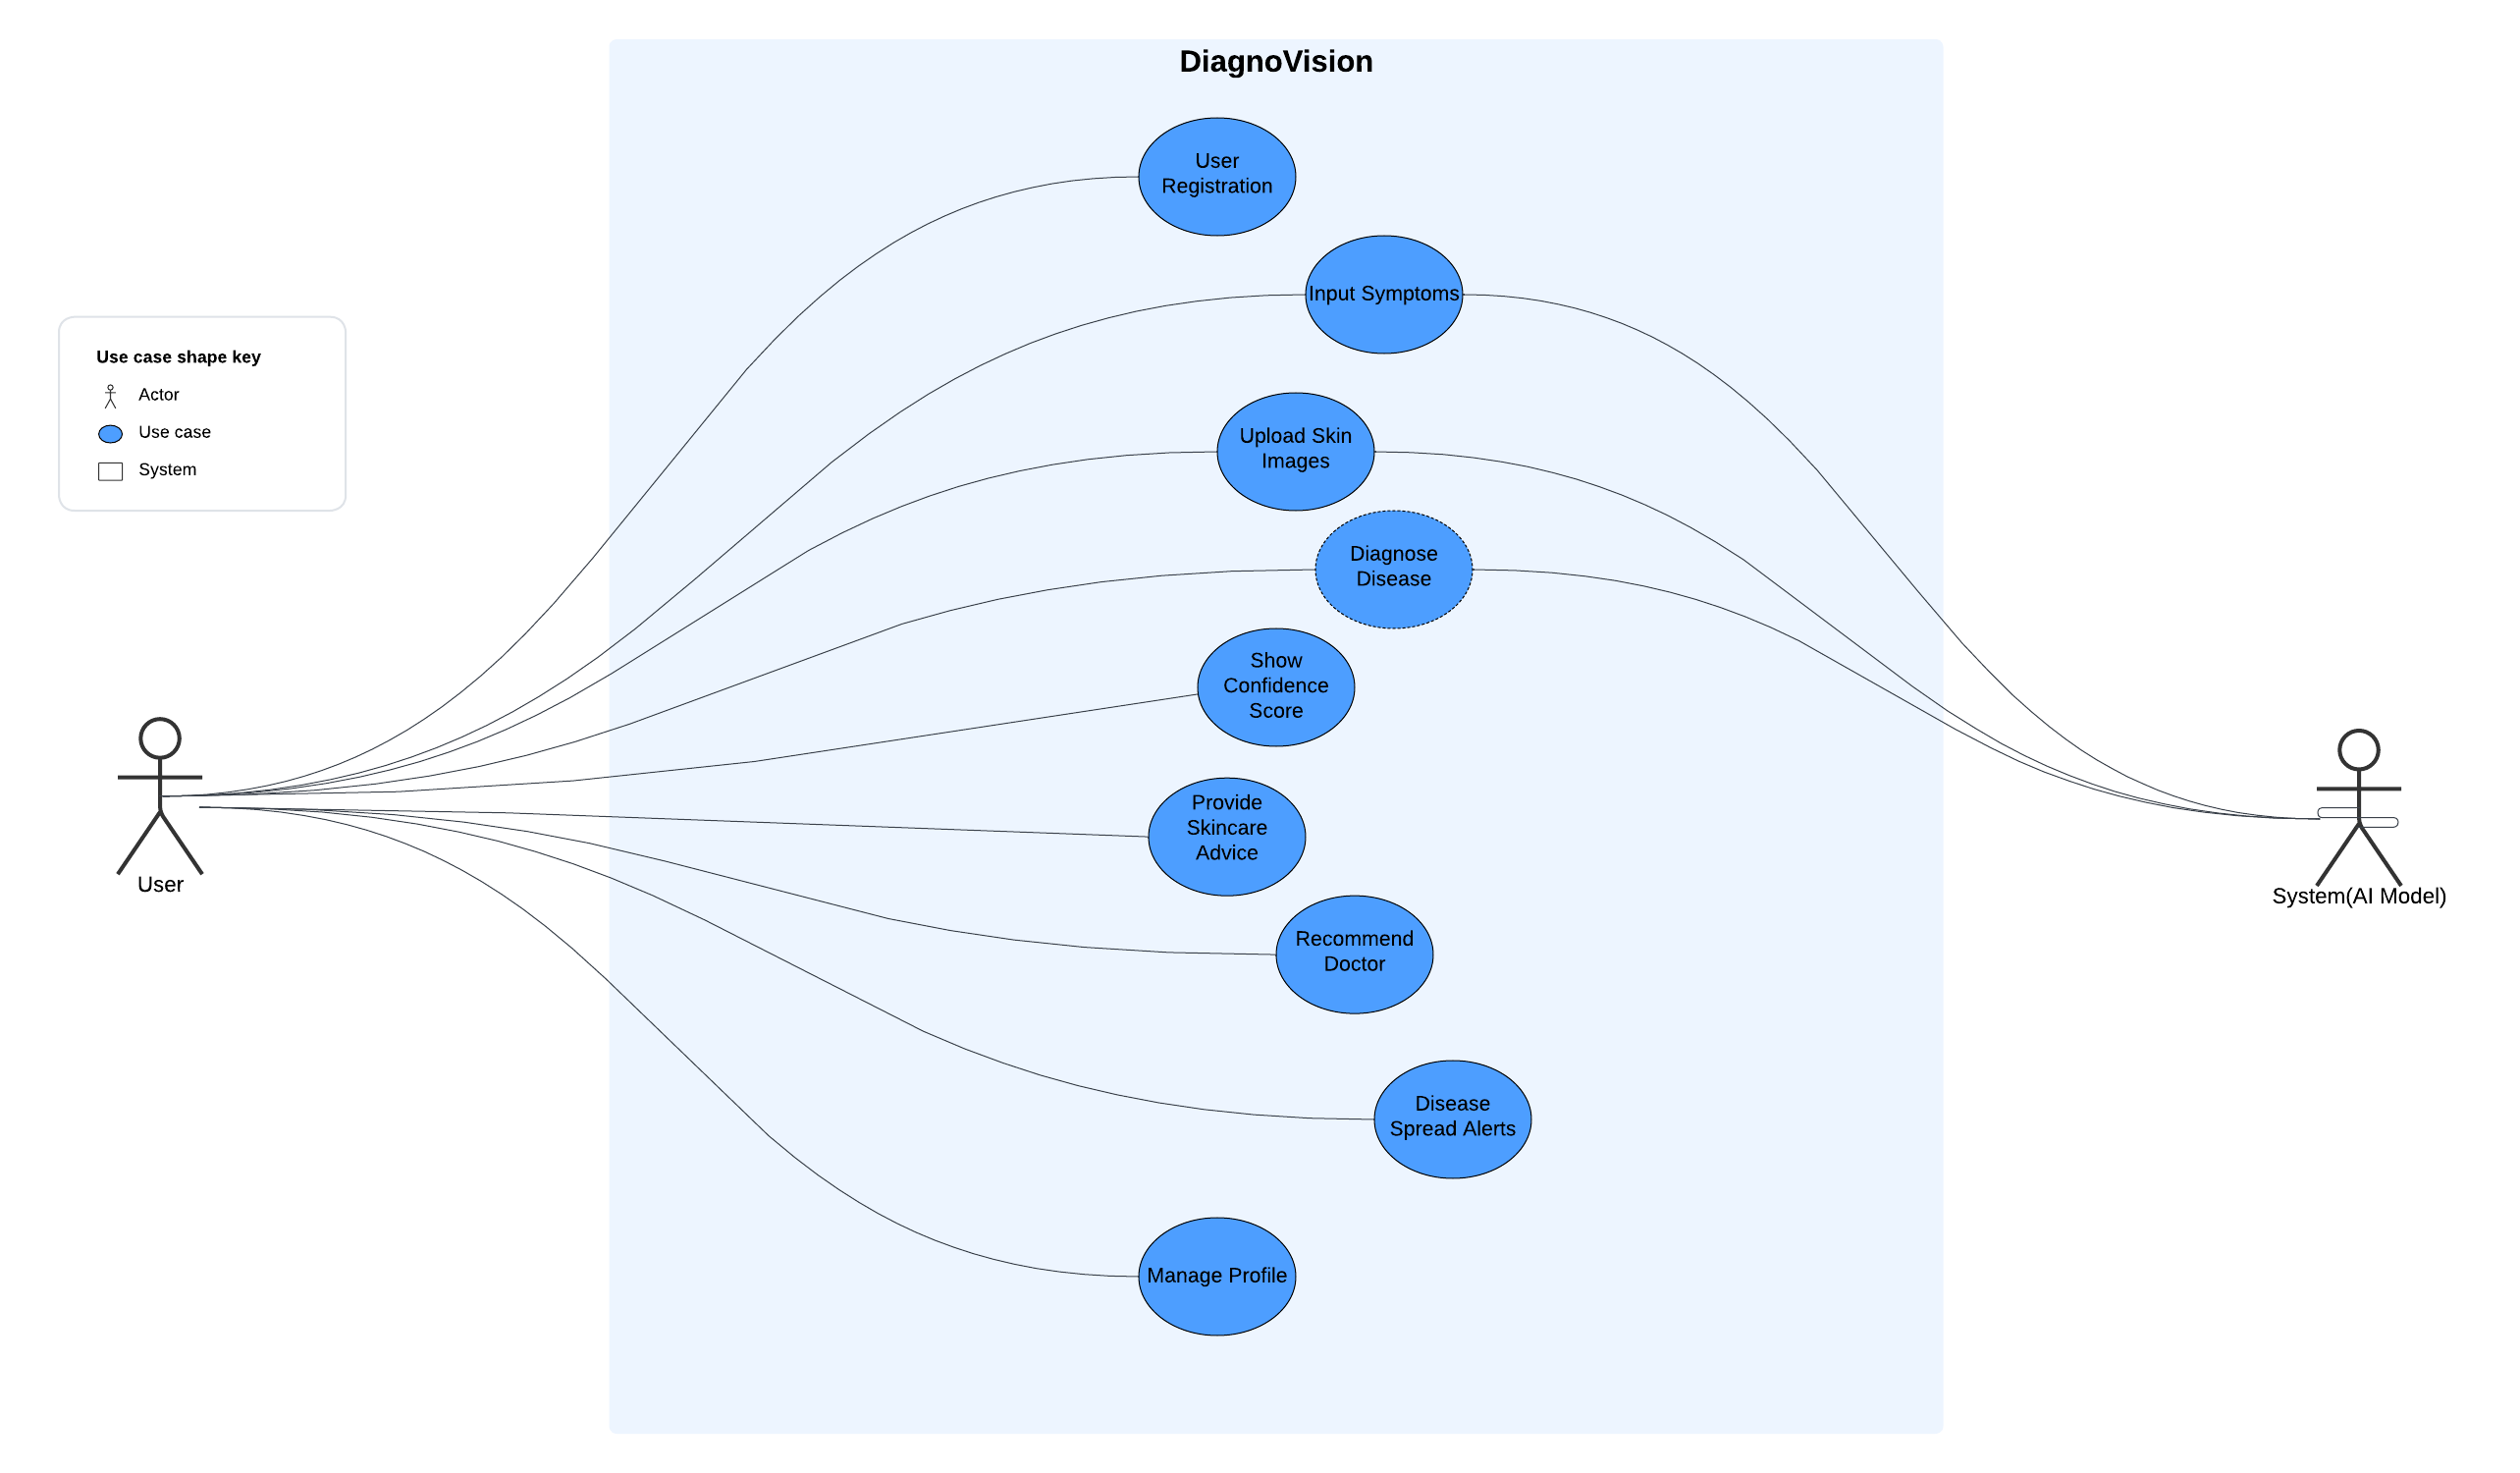 DiagnoVision
User
Registration
Input Symptoms
Use case shape key
Actor
Use case
System
Upload Skin
Images
Diagnose
Disease
Show
Confidence
Score
Provide
Skincare
Advice
User
System(AI Model)
Recommend
Doctor
Disease
Spread Alerts
Manage Profile